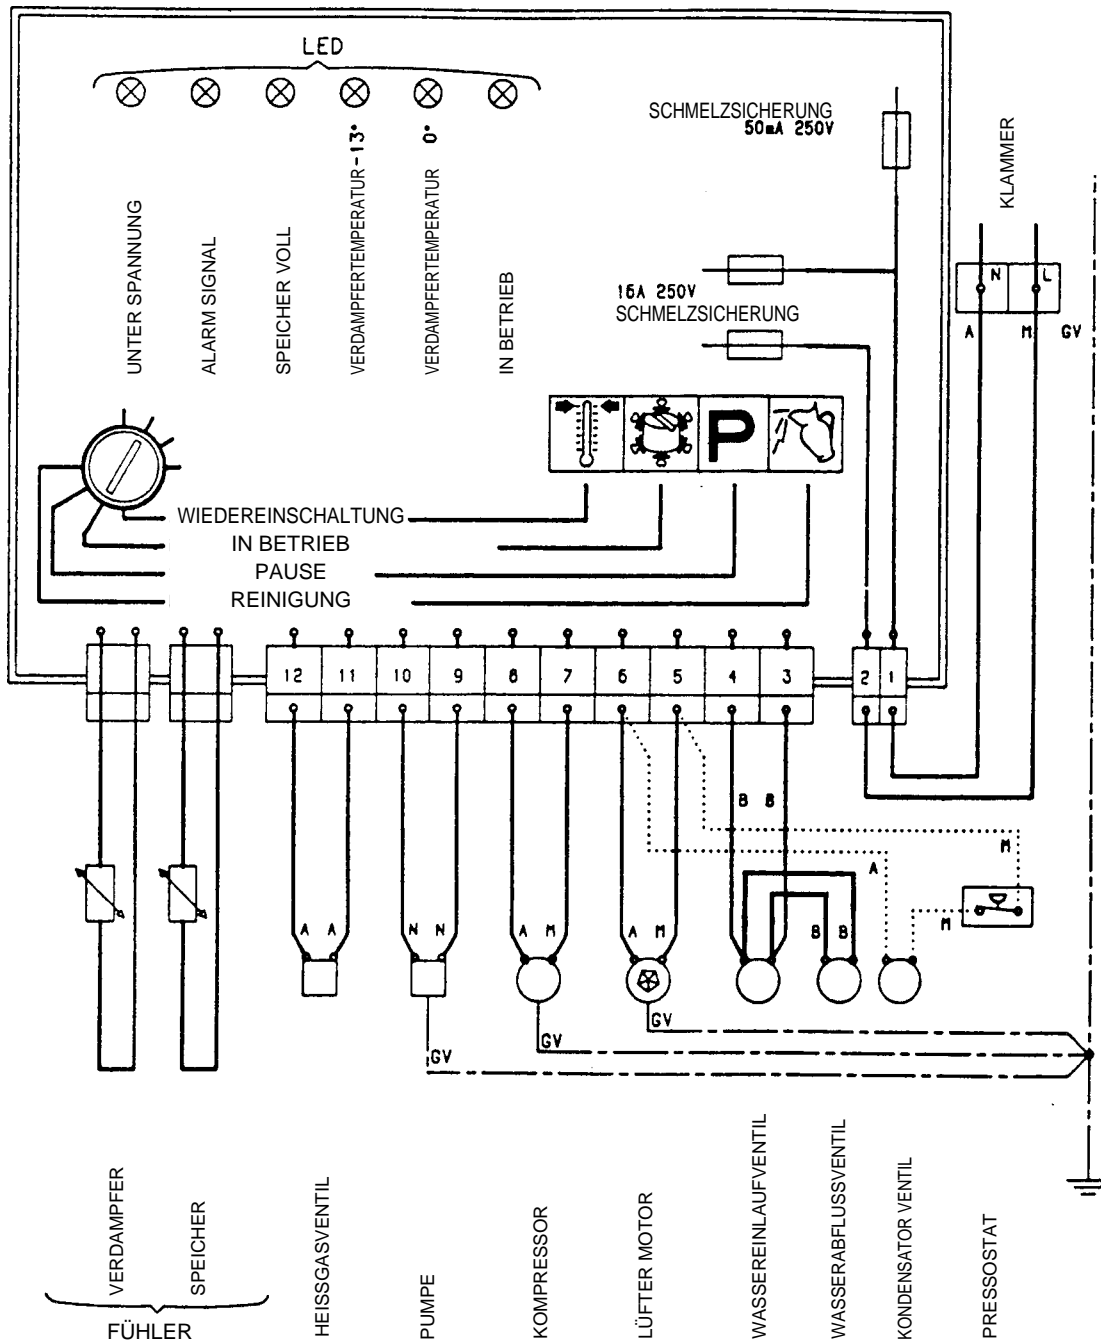 LED
UNTER SPANNUNG
ALARM SIGNAL
SPEICHER VOLL
VERDAMPFERTEMPERATUR -13°
VERDAMPFERTEMPERATUR 0°
IN BETRIEB
SCHMELZSICHERUNG
50mA 250V
16A 250V
SCHMELZSICHERUNG
KLAMMER
N L
A M GV
P
WIEDEREINSCHALTUNG
IN BETRIEB
PAUSE
REINIGUNG
12 11 10 9 8 7 6 5 4 3 2 1
B B
M
A
M
A A N N A M A M B B
GV
GV
GV
VERDAMPFER
SPEICHER
FÜHLER
HEISSGASVENTIL
PUMPE
KOMPRESSOR
LÜFTER MOTOR
WASSEREINLAUFVENTIL
WASSERABFLUSSVENTIL
KONDENSATOR VENTIL
PRESSOSTAT